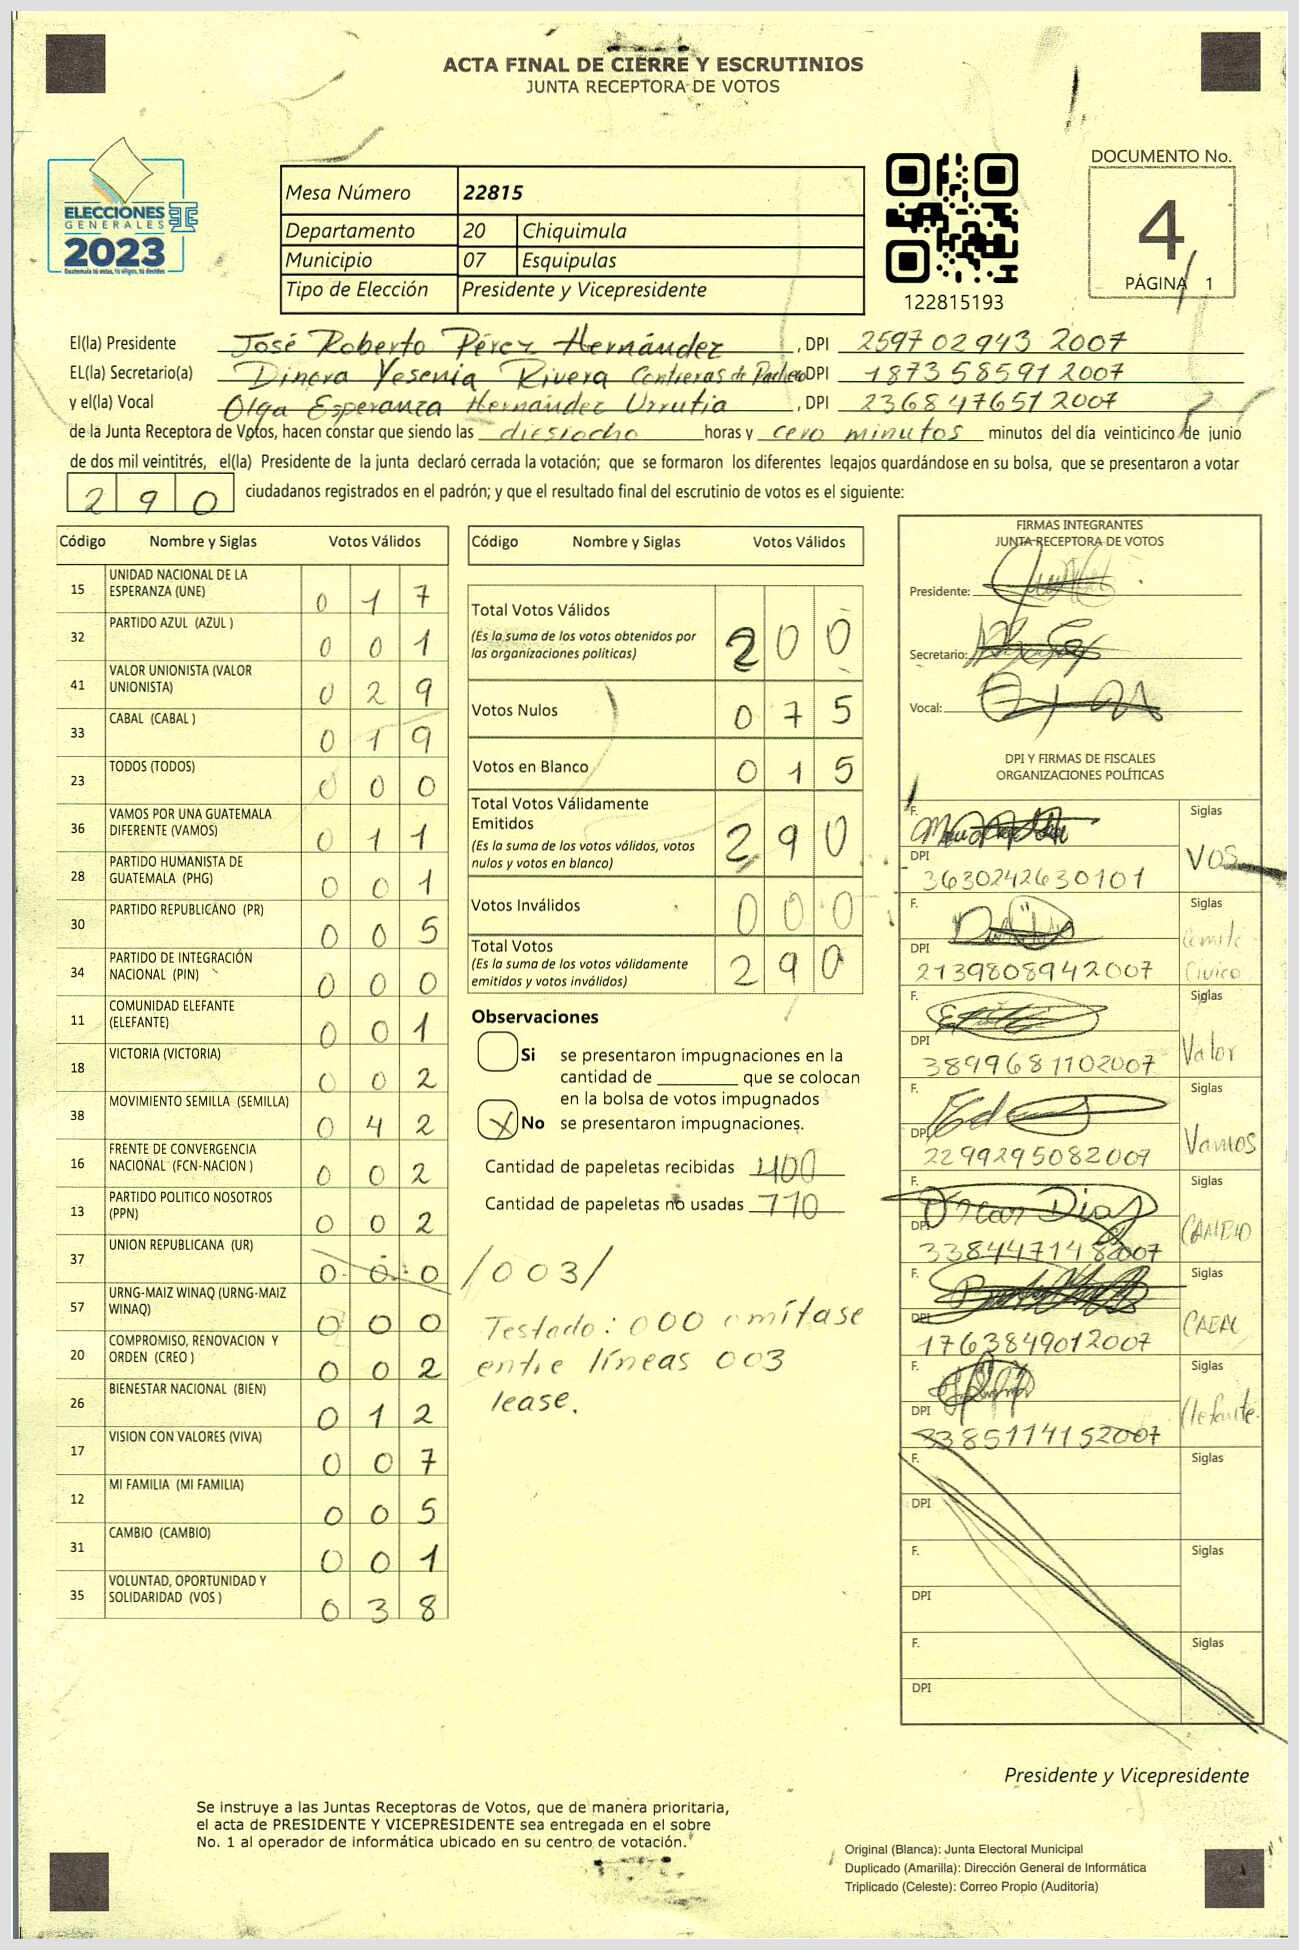 ACTA FINAL DE CIERRE Y ESCRUTINIOS
JUNTA RECEPTORA DE VOTOS
ELECCIONES
GENERALES
2023
Guatemala tú votas, tú eliges, tú decides
Mesa Número 22815
Departamento 20 Chiquimula
Municipio 07 Esquipulas
Tipo de Elección Presidente y Vicepresidente
122815193
DOCUMENTO No.
4
PÁGINA 1
El(la) Presidente José Roberto Pérez Hernández, DPI 2597 02943 2007
EL(la) Secretario(a) Dinora Yesenia Rivera Contreras de Pacheco DPI 1873 58591 2007
y el(la) Vocal Olga Esperanza Hernández Urrutia, DPI 2368 47651 2007
de la Junta Receptora de Votos, hacen constar que siendo las diesiocho horas y cero minutos minutos del día veinticinco de junio
de dos mil veintitrés, el(la) Presidente de la junta declaró cerrada la votación; que se formaron los diferentes legajos quardándose en su bolsa, que se presentaron a votar
290 ciudadanos registrados en el padrón; y que el resultado final del escrutinio de votos es el siguiente:
Código Nombre y Siglas Votos Válidos
15 UNIDAD NACIONAL DE LA ESPERANZA (UNE) 0 1 7
32 PARTIDO AZUL (AZUL ) 0 0 1
41 VALOR UNIONISTA (VALOR UNIONISTA) 0 2 9
33 CABAL (CABAL ) 0 1 9
23 TODOS (TODOS) 0 0 0
36 VAMOS POR UNA GUATEMALA DIFERENTE (VAMOS) 0 1 1
28 PARTIDO HUMANISTA DE GUATEMALA (PHG) 0 0 1
30 PARTIDO REPUBLICANO (PR) 0 0 5
34 PARTIDO DE INTEGRACIÓN NACIONAL (PIN) 0 0 0
11 COMUNIDAD ELEFANTE (ELEFANTE) 0 0 1
18 VICTORIA (VICTORIA) 0 0 2
38 MOVIMIENTO SEMILLA (SEMILLA) 0 4 2
16 FRENTE DE CONVERGENCIA NACIONAL (FCN-NACION ) 0 0 2
13 PARTIDO POLITICO NOSOTROS (PPN) 0 0 2
37 UNION REPUBLICANA (UR) 0 0 0 /003/
57 URNG-MAIZ WINAQ (URNG-MAIZ WINAQ) 0 0 0
20 COMPROMISO, RENOVACION Y ORDEN (CREO ) 0 0 2
26 BIENESTAR NACIONAL (BIEN) 0 1 2
17 VISION CON VALORES (VIVA) 0 0 7
12 MI FAMILIA (MI FAMILIA) 0 0 5
31 CAMBIO (CAMBIO) 0 0 1
35 VOLUNTAD, OPORTUNIDAD Y SOLIDARIDAD (VOS ) 0 3 8
Código Nombre y Siglas Votos Válidos
Total Votos Válidos 2 0 0
(Es la suma de los votos obtenidos por
las organizaciones políticas)
Votos Nulos 0 7 5
Votos en Blanco 0 1 5
Total Votos Válidamente
Emitidos 2 9 0
(Es la suma de los votos válidos, votos
nulos y votos en blanco)
Votos Inválidos 0 0 0
Total Votos 2 9 0
(Es la suma de los votos válidamente
emitidos y votos inválidos)
Observaciones
Si se presentaron impugnaciones en la
cantidad de ________ que se colocan
en la bolsa de votos impugnados
X No se presentaron impugnaciones.
Cantidad de papeletas recibidas 400
Cantidad de papeletas no usadas 110
Testado: 000 omítase
entre líneas 003
lease.
FIRMAS INTEGRANTES
JUNTA RECEPTORA DE VOTOS
Presidente:
Secretario:
Vocal:
DPI Y FIRMAS DE FISCALES
ORGANIZACIONES POLÍTICAS
F. Siglas VOS
DPI 3630242630101
F. Siglas Comite Civico
DPI 2139808942007
F. Siglas Valor
DPI 3899681102007
F. Siglas Vamos
DPI 2299295082007
F. Oscar Diaz Siglas CAMBIO
DPI 3384471482007
F. Siglas CABAL
DPI 1763849012007
F. Siglas Elefante
DPI 3385114152007
F. Siglas
DPI
F. Siglas
DPI
F. Siglas
DPI
Presidente y Vicepresidente
Se instruye a las Juntas Receptoras de Votos, que de manera prioritaria,
el acta de PRESIDENTE Y VICEPRESIDENTE sea entregada en el sobre
No. 1 al operador de informática ubicado en su centro de votación.
Original (Blanca): Junta Electoral Municipal
Duplicado (Amarilla): Dirección General de Informática
Triplicado (Celeste): Correo Propio (Auditoría)